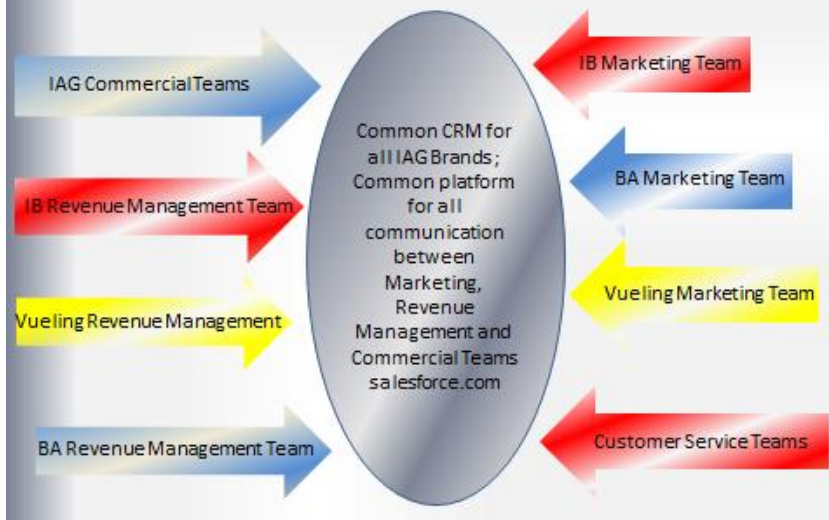 IAG Commercial Teams
IB Revenue Management Team
Vueling Revenue Management
BA Revenue Management Team
Common CRM for
all IAG Brands;
Common platform
for all
communication
between
Marketing,
Revenue
Management and
Commercial Teams
salesforce.com
IB Marketing Team
BA Marketing Team
Vueling Marketing Team
Customer Service Teams